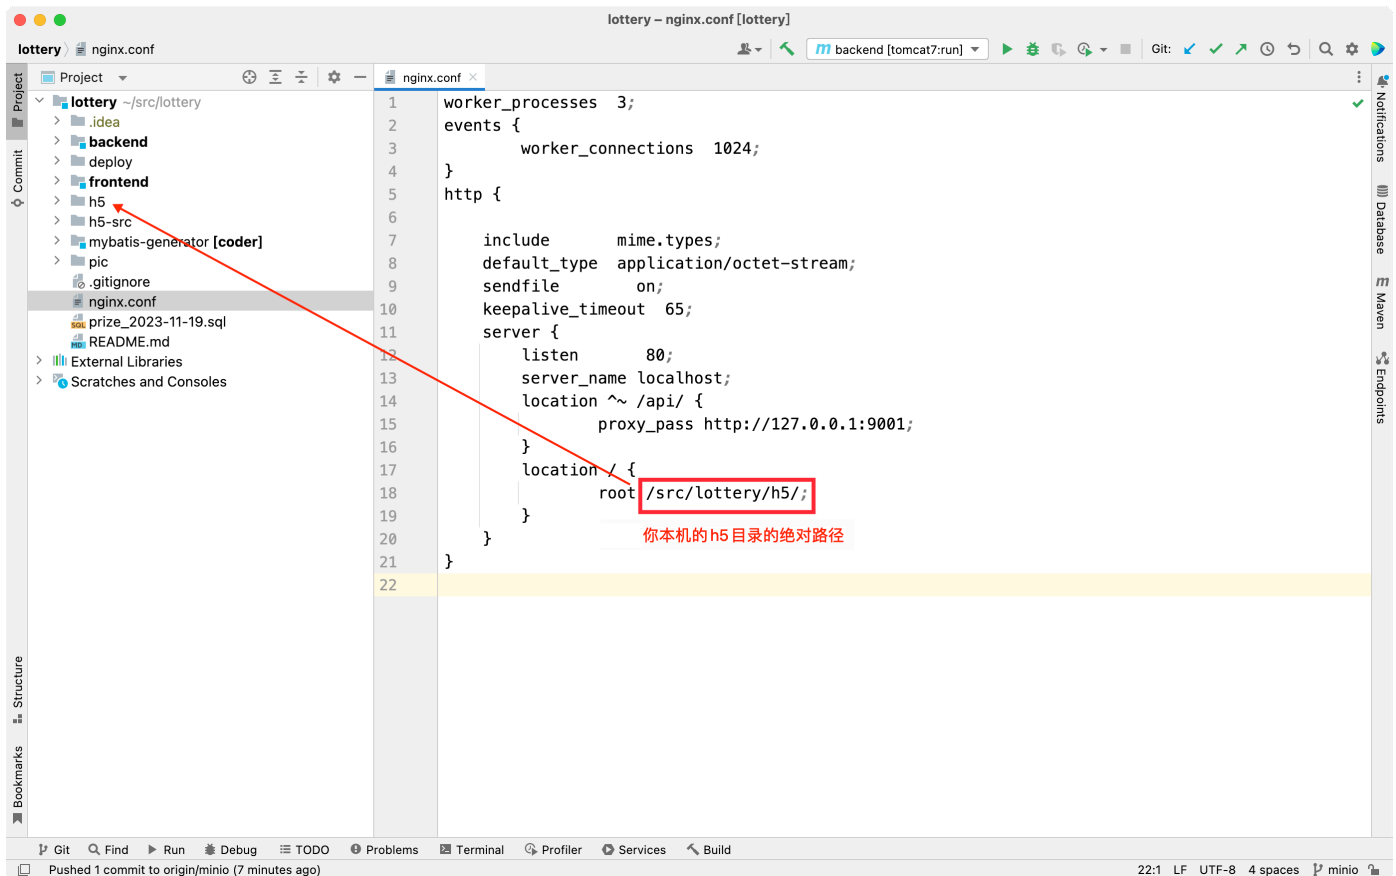 lottery – nginx.conf [lottery]
lottery
nginx.conf
backend [tomcat7:run]
Git:
Project
nginx.conf
Project
Commit
Structure
Bookmarks
lottery ~/src/lottery
.idea
backend
deploy
frontend
h5
h5-src
mybatis-generator [coder]
pic
.gitignore
nginx.conf
prize_2023-11-19.sql
README.md
External Libraries
Scratches and Consoles
1 worker_processes  3;
2 events {
3         worker_connections  1024;
4 }
5 http {
6
7     include       mime.types;
8     default_type  application/octet-stream;
9     sendfile        on;
10     keepalive_timeout  65;
11     server {
12         listen       80;
13         server_name localhost;
14         location ^~ /api/ {
15                 proxy_pass http://127.0.0.1:9001;
16         }
17         location / {
18                 root /src/lottery/h5/;
19         }
你本机的h5目录的绝对路径
20     }
21 }
22
Notifications
Database
Maven
Endpoints
Git Find Run Debug TODO Problems Terminal Profiler Services Build
Pushed 1 commit to origin/minio (7 minutes ago)
22:1 LF UTF-8 4 spaces minio